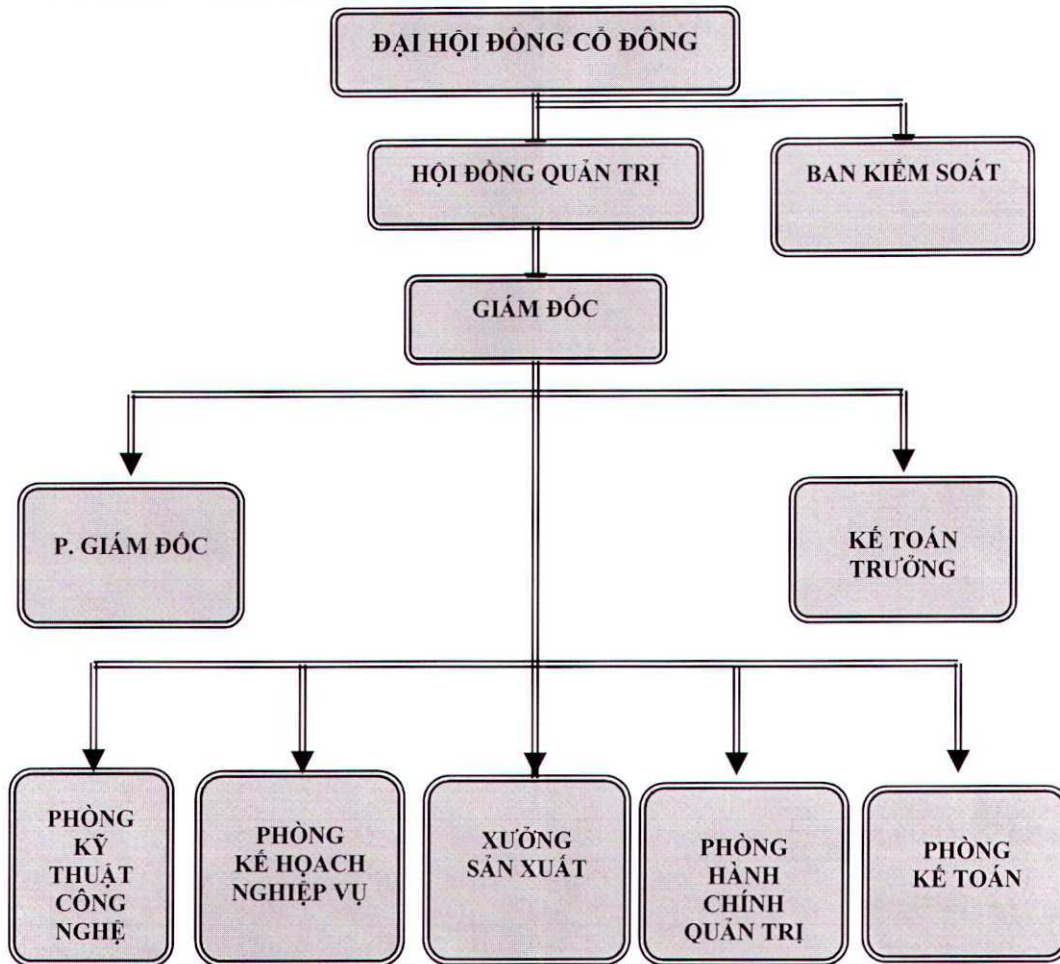 ĐẠI HỘI ĐỒNG CỔ ĐÔNG
HỘI ĐỒNG QUẢN TRỊ
BAN KIỂM SOÁT
GIÁM ĐỐC
P. GIÁM ĐỐC
KẾ TOÁN
TRƯỞNG
PHÒNG
KỸ
THUẬT
CÔNG
NGHỆ
PHÒNG
KẾ HỌACH
NGHIỆP VỤ
XƯỞNG
SẢN XUẤT
PHÒNG
HÀNH
CHÍNH
QUẢN TRỊ
PHÒNG
KẾ TOÁN